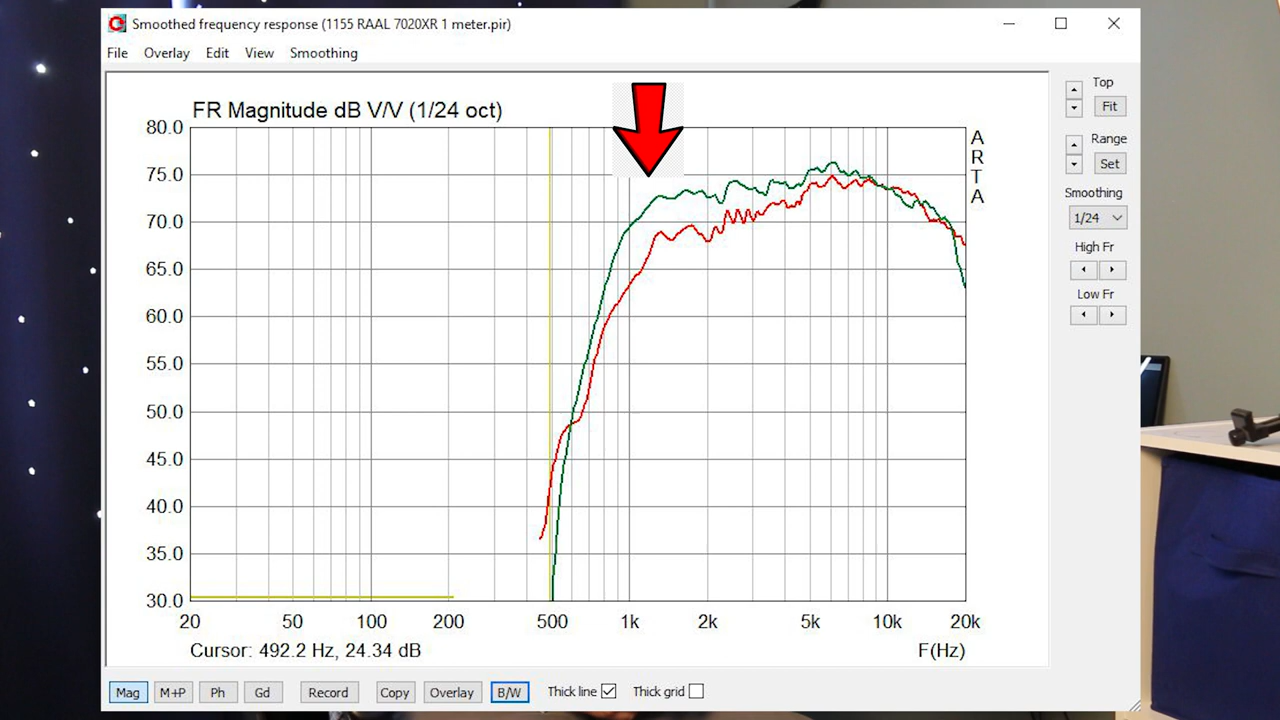 Smoothed frequency response (1155 RAAL 7020XR 1 meter.pir)
File Overlay Edit View Smoothing
FR Magnitude dB V/V (1/24 oct)
80.0
75.0
70.0
65.0
60.0
55.0
50.0
45.0
40.0
35.0
30.0
20 50 100 200 500 1k 2k 5k 10k 20k
Cursor: 492.2 Hz, 24.34 dB
F(Hz)
A
R
T
A
Top
Fit
Range
Set
Smoothing
1/24
High Fr
Low Fr
Mag M+P Ph Gd Record Copy Overlay B/W Thick line Thick grid